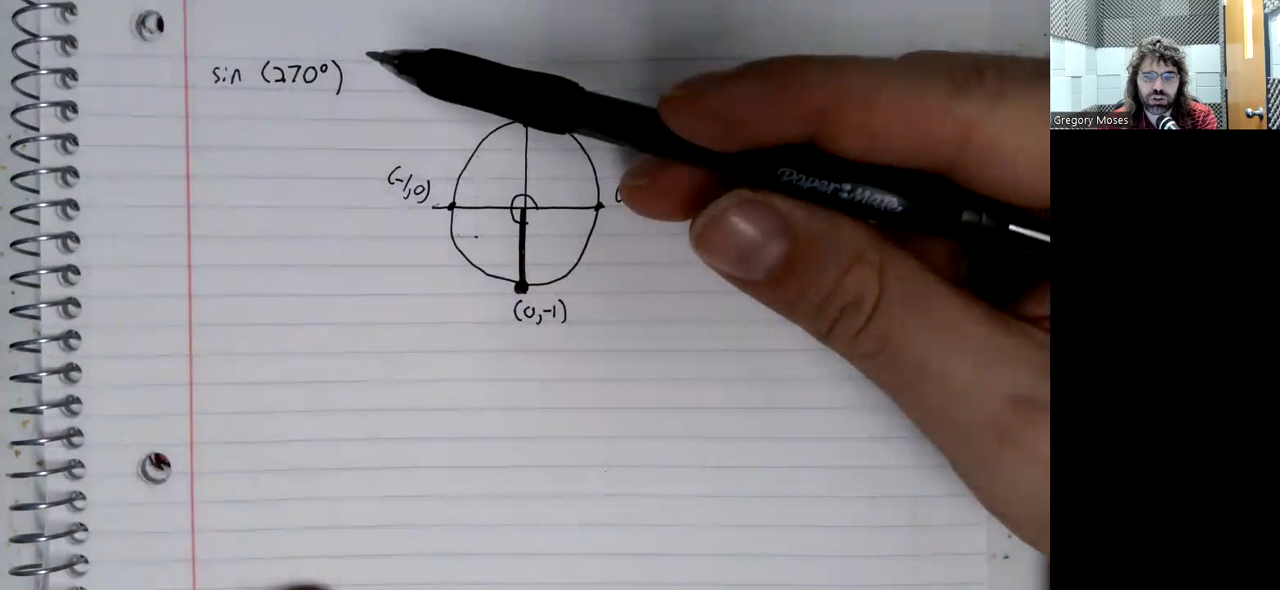 sin (270°)
(-1,0)
(
(0,-1)
Paper Mate
Gregory Moses